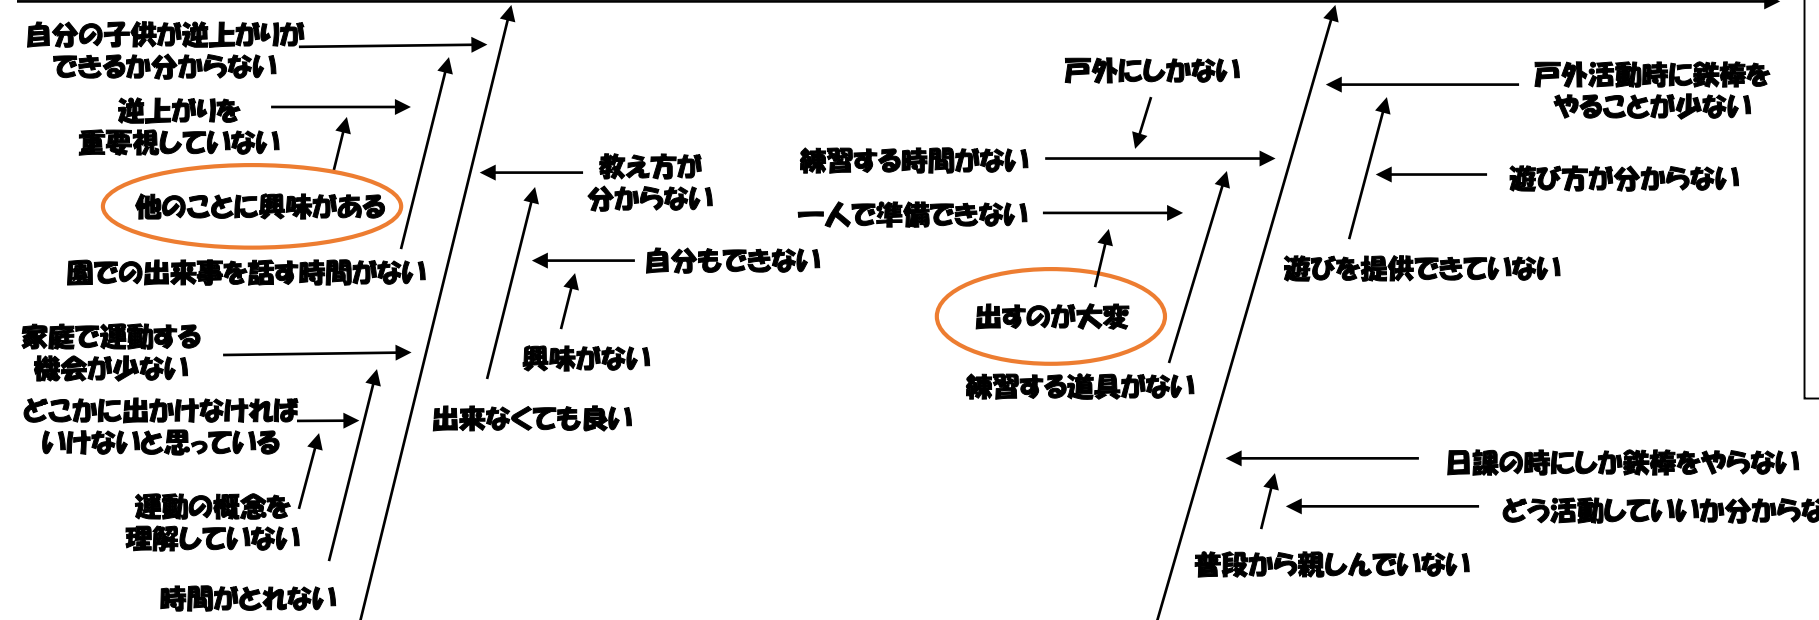 自分の子供が逆上がりが
できるか分からない
逆上がりを
重要視していない
他のことに興味がある
園での出来事を話す時間がない
家庭で運動する
機会が少ない
どこかに出かけなければ
いけないと思っている
運動の概念を
理解していない
時間がとれない
教え方が
分からない
自分もできない
興味がない
出来なくても良い
戸外にしかない
練習する時間がない
一人で準備できない
出すのが大変
練習する道具がない
戸外活動時に鉄棒を
やることが少ない
遊び方が分からない
遊びを提供できていない
日課の時にしか鉄棒をやらない
どう活動していいか分からな
普段から親しんでいない